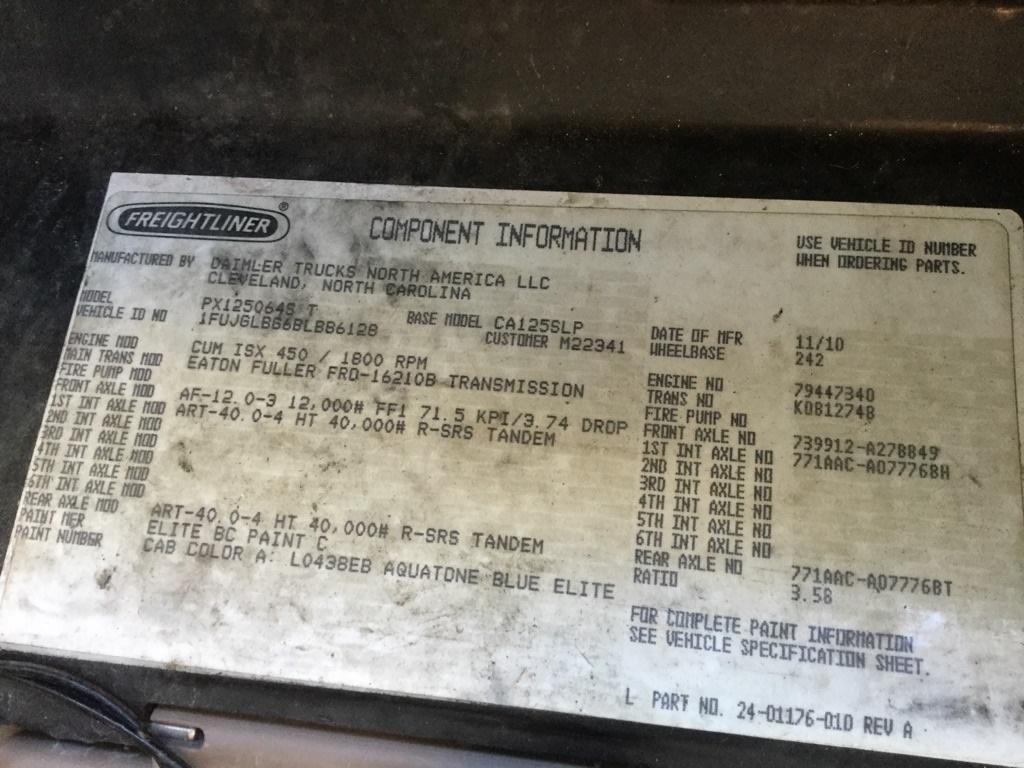 FREIGHTLINER ®
COMPONENT INFORMATION
USE VEHICLE ID NUMBER
WHEN ORDERING PARTS.
MANUFACTURED BY DAIMLER TRUCKS NORTH AMERICA LLC
CLEVELAND, NORTH CAROLINA
MODEL PX125064S T BASE MODEL CA125SLP
VEHICLE ID NO CUSTOMER M22341
DATE OF MFR 11/10
WHEELBASE 242
ENGINE MOD CUM ISX 450 / 1800 RPM
MAIN TRANS MOD EATON FULLER FRO-16210B TRANSMISSION
FIRE PUMP MOD
FRONT AXLE MOD AF-12.0-3 12,000# FF1 71.5 KPI/3.74 DROP
1ST INT AXLE MOD ART-40.0-4 HT 40,000# R-SRS TANDEM
2ND INT AXLE MOD
3RD INT AXLE MOD
4TH INT AXLE MOD
5TH INT AXLE MOD
6TH INT AXLE MOD
REAR AXLE MOD ART-40.0-4 HT 40,000# R-SRS TANDEM
PAINT MFR ELITE BC PAINT C
PAINT NUMBER CAB COLOR A: L0438EB AQUATONE BLUE ELITE
ENGINE NO 79447340
TRANS NO K0812748
FIRE PUMP NO
FRONT AXLE NO 739912-A278849
1ST INT AXLE NO 771AAC-A077768H
2ND INT AXLE NO
3RD INT AXLE NO
4TH INT AXLE NO
5TH INT AXLE NO
6TH INT AXLE NO
REAR AXLE NO 771AAC-A07776BT
RATIO 3.58
FOR COMPLETE PAINT INFORMATION
SEE VEHICLE SPECIFICATION SHEET.
L PART NO. 24-01176-010 REV A